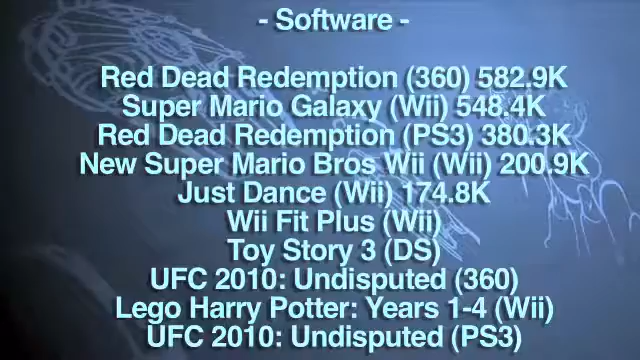 - Software -
Red Dead Redemption (360) 582.9K
Super Mario Galaxy (Wii) 548.4K
Red Dead Redemption (PS3) 380.3K
New Super Mario Bros Wii (Wii) 200.9K
Just Dance (Wii) 174.8K
Wii Fit Plus (Wii)
Toy Story 3 (DS)
UFC 2010: Undisputed (360)
Lego Harry Potter: Years 1-4 (Wii)
UFC 2010: Undisputed (PS3)